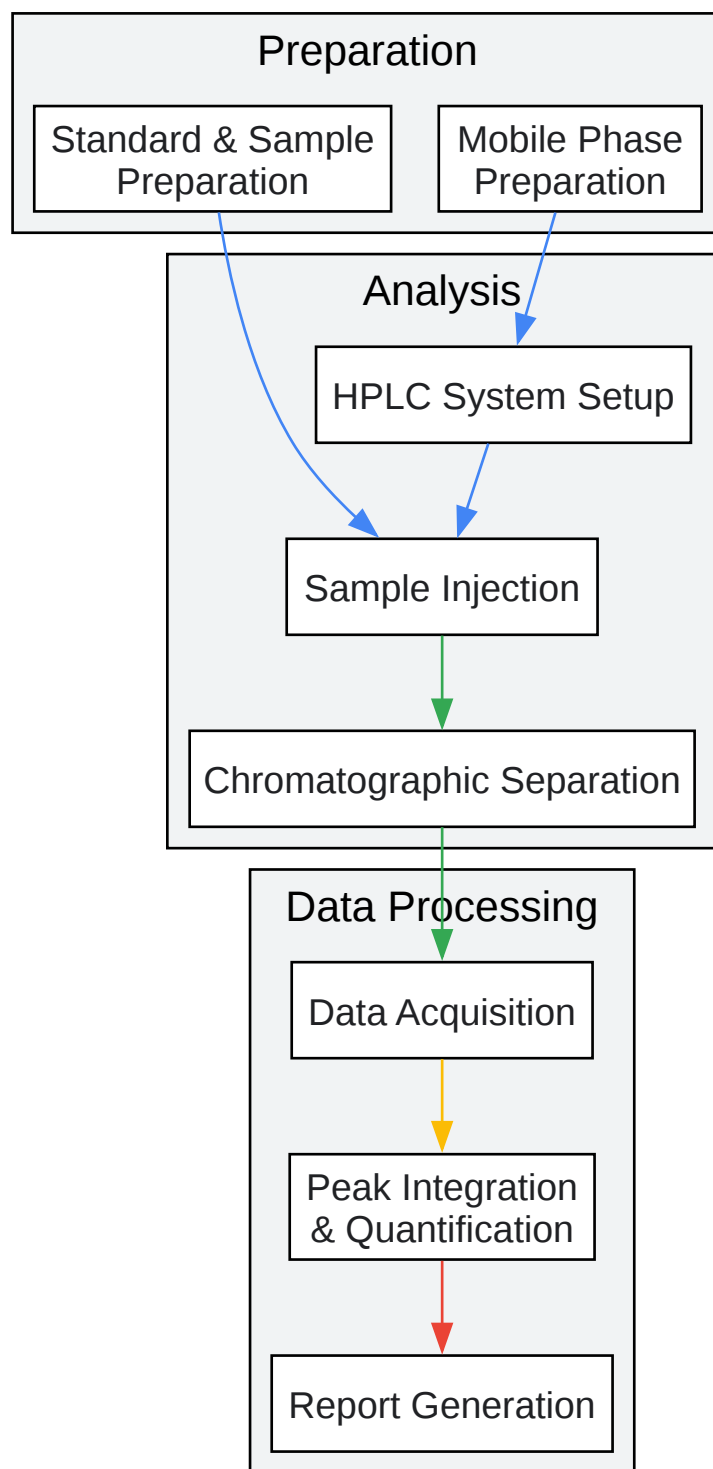 Preparation
Standard & Sample
Preparation
Mobile Phase
Preparation
Analysis
HPLC System Setup
Sample Injection
Chromatographic Separation
Data Processing
Data Acquisition
Peak Integration
& Quantification
Report Generation